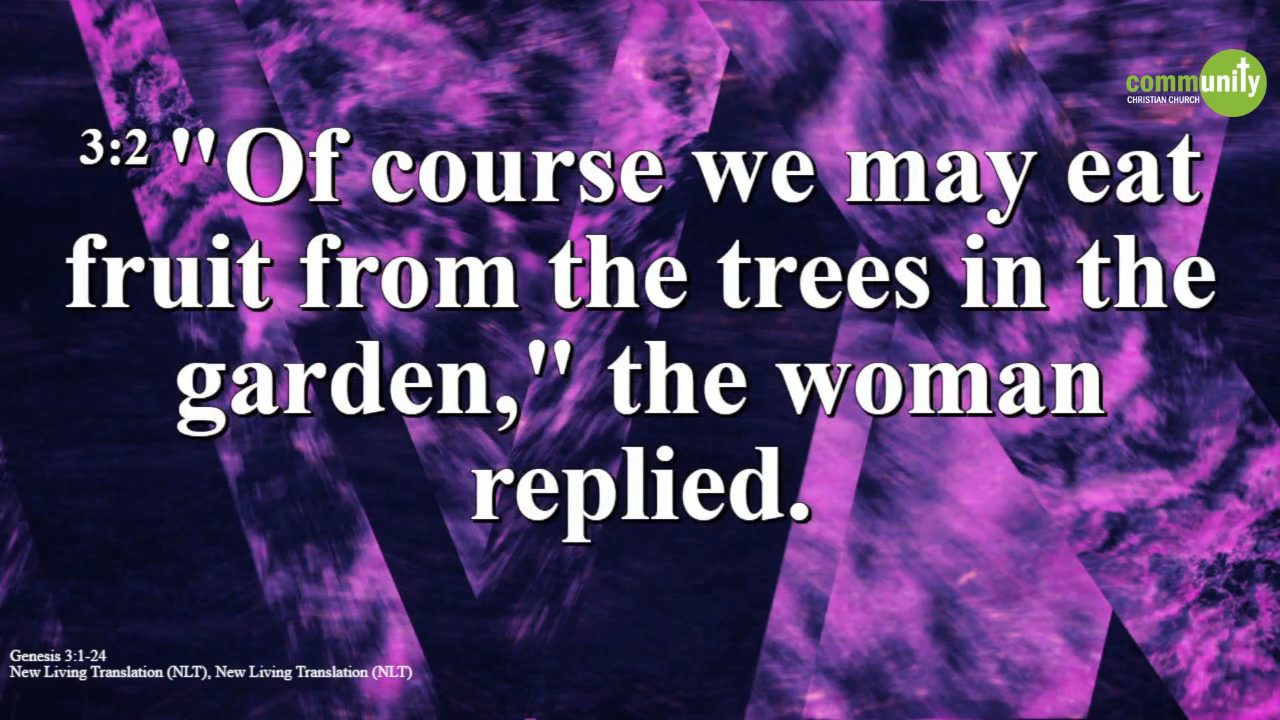 community
CHRISTIAN CHURCH
3:2 "Of course we may eat
fruit from the trees in the
garden," the woman
replied.
Genesis 3:1-24
New Living Translation (NLT), New Living Translation (NLT)